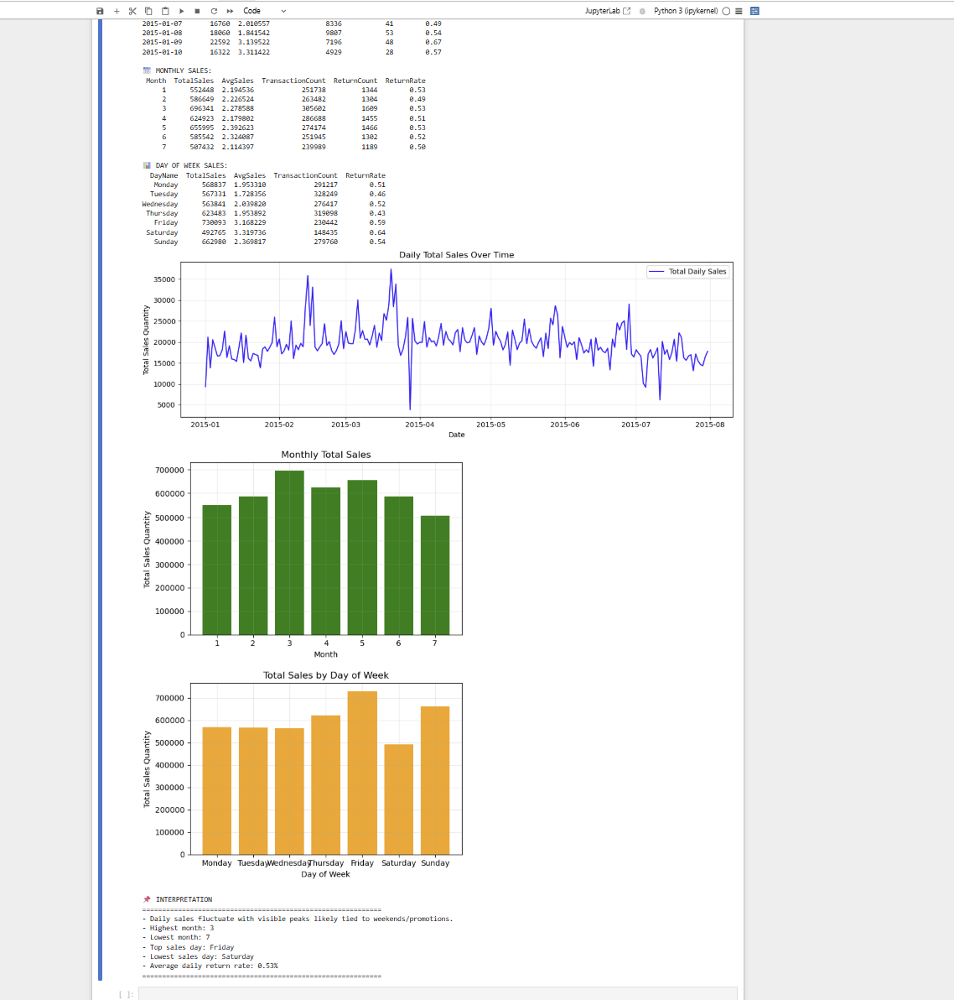 Code
JupyterLab
Python 3 (ipykernel)
2015-01-07 16760 2.010557 8336 41 0.49
2015-01-08 18060 1.841542 9807 53 0.54
2015-01-09 22592 3.139522 7196 48 0.67
2015-01-10 16322 3.311422 4929 28 0.57
MONTHLY SALES:
Month TotalSales AvgSales TransactionCount ReturnCount ReturnRate
1 552448 2.194536 251738 1344 0.53
2 586649 2.226524 263482 1304 0.49
3 696341 2.278588 305602 1609 0.53
4 624923 2.179802 286688 1455 0.51
5 655995 2.392623 274174 1466 0.53
6 585542 2.324087 251945 1302 0.52
7 507432 2.114397 239989 1189 0.50
DAY OF WEEK SALES:
DayName TotalSales AvgSales TransactionCount ReturnRate
Monday 568837 1.953310 291217 0.51
Tuesday 567331 1.728356 328249 0.46
Wednesday 563841 2.039820 276417 0.52
Thursday 623483 1.953892 319098 0.43
Friday 730093 3.168229 230442 0.59
Saturday 492765 3.319736 148435 0.64
Sunday 662980 2.369817 279760 0.54
Daily Total Sales Over Time
Total Daily Sales
Total Sales Quantity
35000
30000
25000
20000
15000
10000
5000
2015-01 2015-02 2015-03 2015-04 2015-05 2015-06 2015-07 2015-08
Date
Monthly Total Sales
Total Sales Quantity
700000
600000
500000
400000
300000
200000
100000
0
1 2 3 4 5 6 7
Month
Total Sales by Day of Week
Total Sales Quantity
700000
600000
500000
400000
300000
200000
100000
0
Monday Tuesday Wednesday Thursday Friday Saturday Sunday
Day of Week
INTERPRETATION
============================================================
- Daily sales fluctuate with visible peaks likely tied to weekends/promotions.
- Highest month: 3
- Lowest month: 7
- Top sales day: Friday
- Lowest sales day: Saturday
- Average daily return rate: 0.53%
============================================================
[ ]: